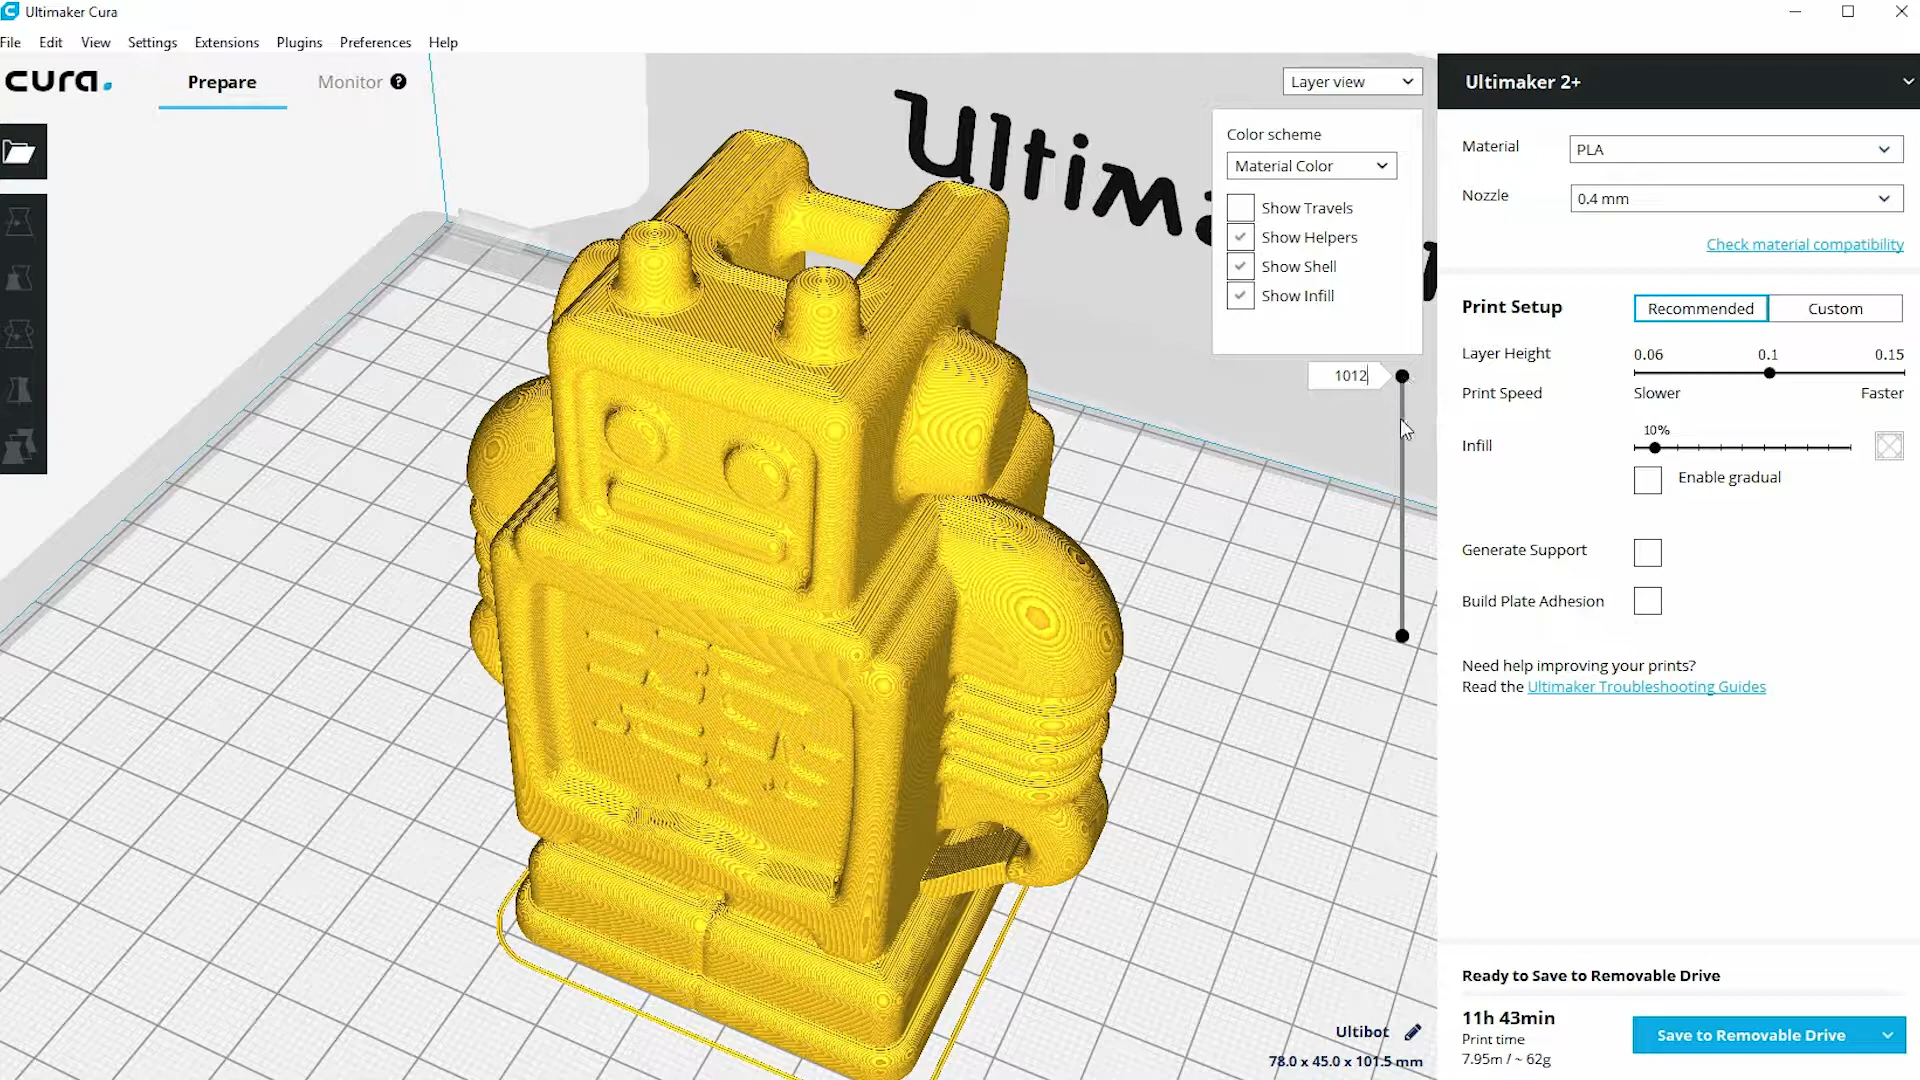 Ultimaker Cura
File Edit View Settings Extensions Plugins Preferences Help
cura.
Prepare
Monitor ?
Layer view
Color scheme
Material Color
Show Travels
Show Helpers
Show Shell
Show Infill
1012
Ultibot
78.0 x 45.0 x 101.5 mm
Ultimaker 2+
Material PLA
Nozzle 0.4 mm
Check material compatibility
Print Setup Recommended Custom
Layer Height 0.06 0.1 0.15
Print Speed Slower Faster
10%
Infill
Enable gradual
Generate Support
Build Plate Adhesion
Need help improving your prints?
Read the Ultimaker Troubleshooting Guides
Ready to Save to Removable Drive
11h 43min
Print time
7.95m / ~ 62g
Save to Removable Drive